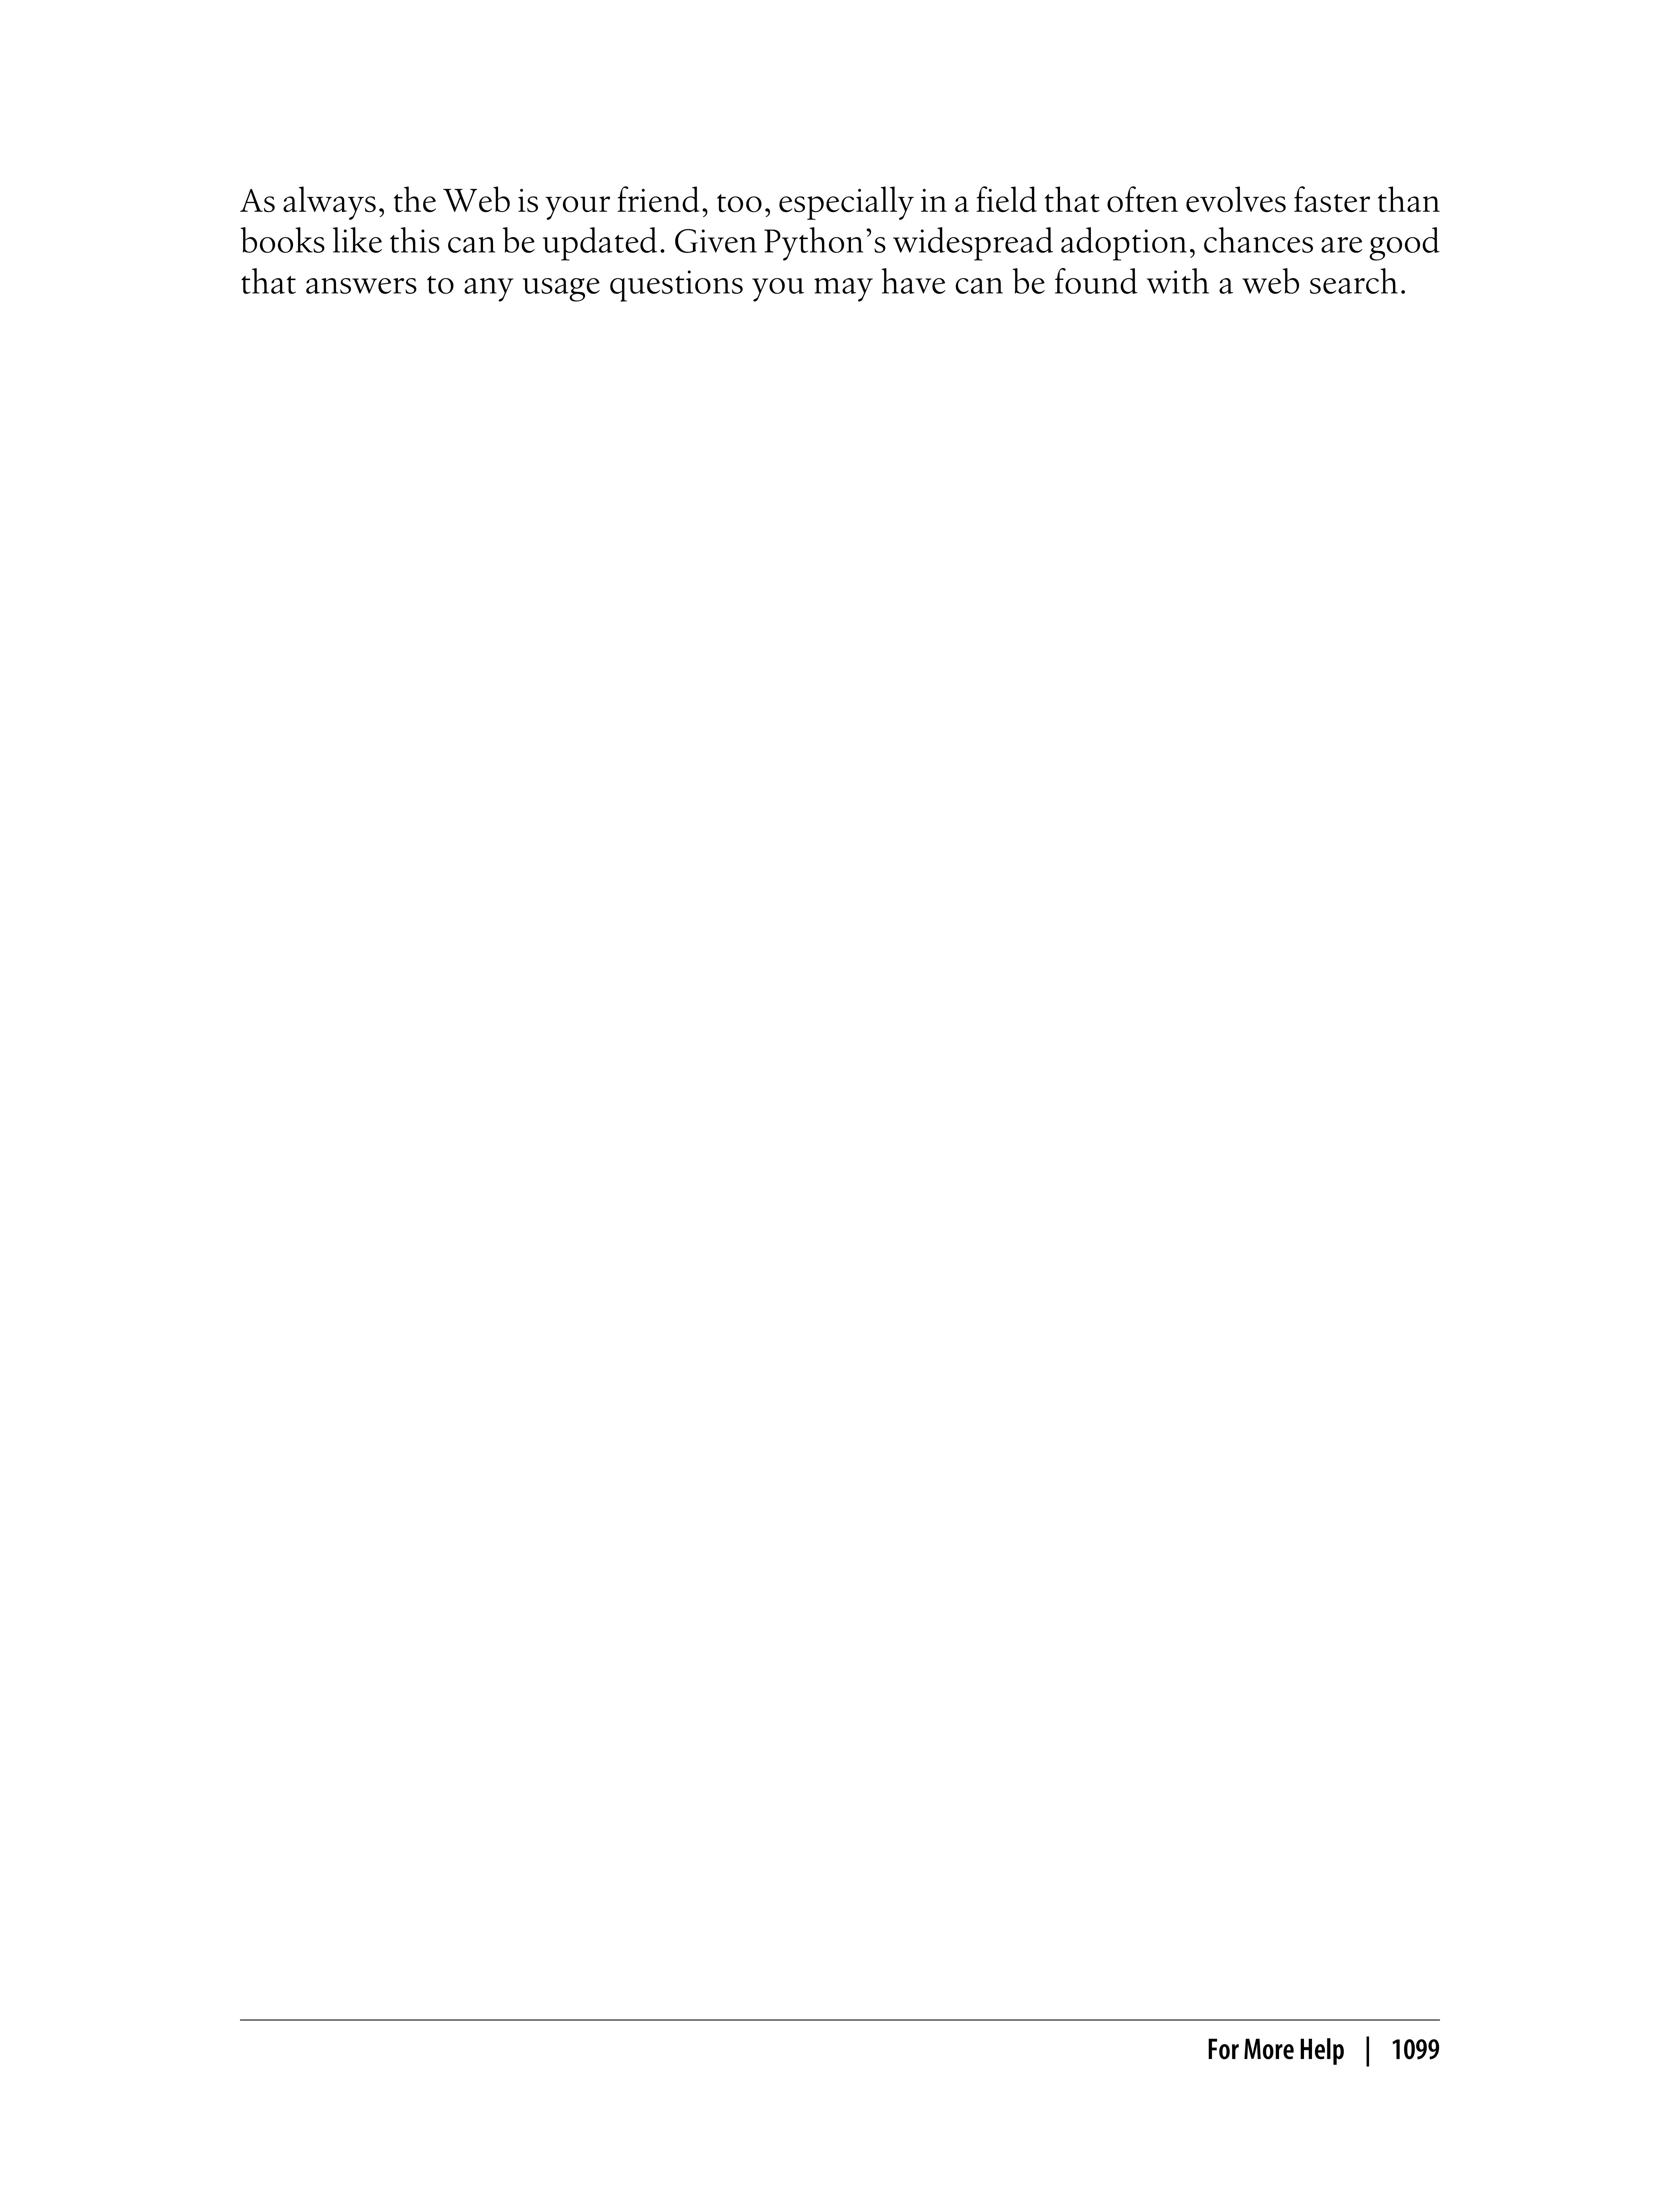 As always, the Web is your friend, too, especially in a field that often evolves faster than
books like this can be updated. Given Python’s widespread adoption, chances are good
that answers to any usage questions you may have can be found with a web search.
For More Help | 1099